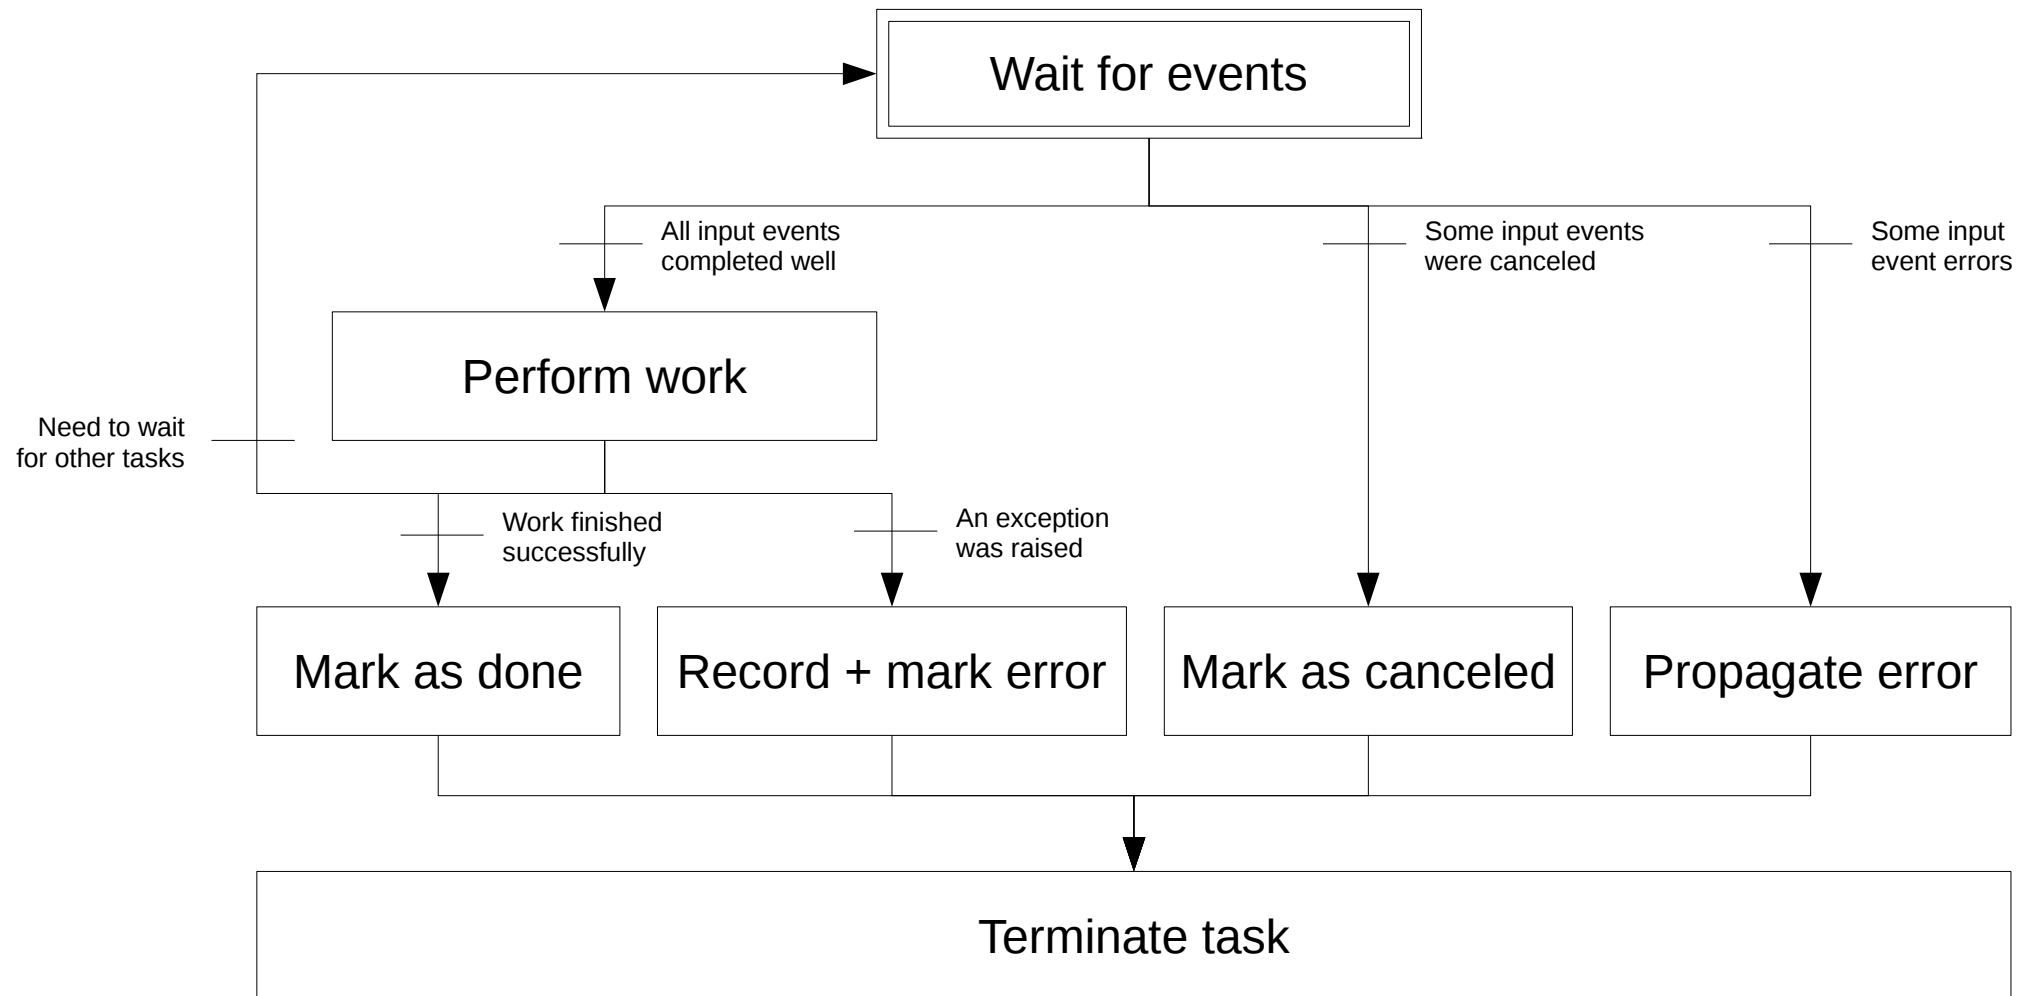 Wait for events
All input events
completed well
Some input events
were canceled
Some input
event errors
Perform work
Need to wait
for other tasks
Work finished
successfully
An exception
was raised
Mark as done
Record + mark error
Mark as canceled
Propagate error
Terminate task